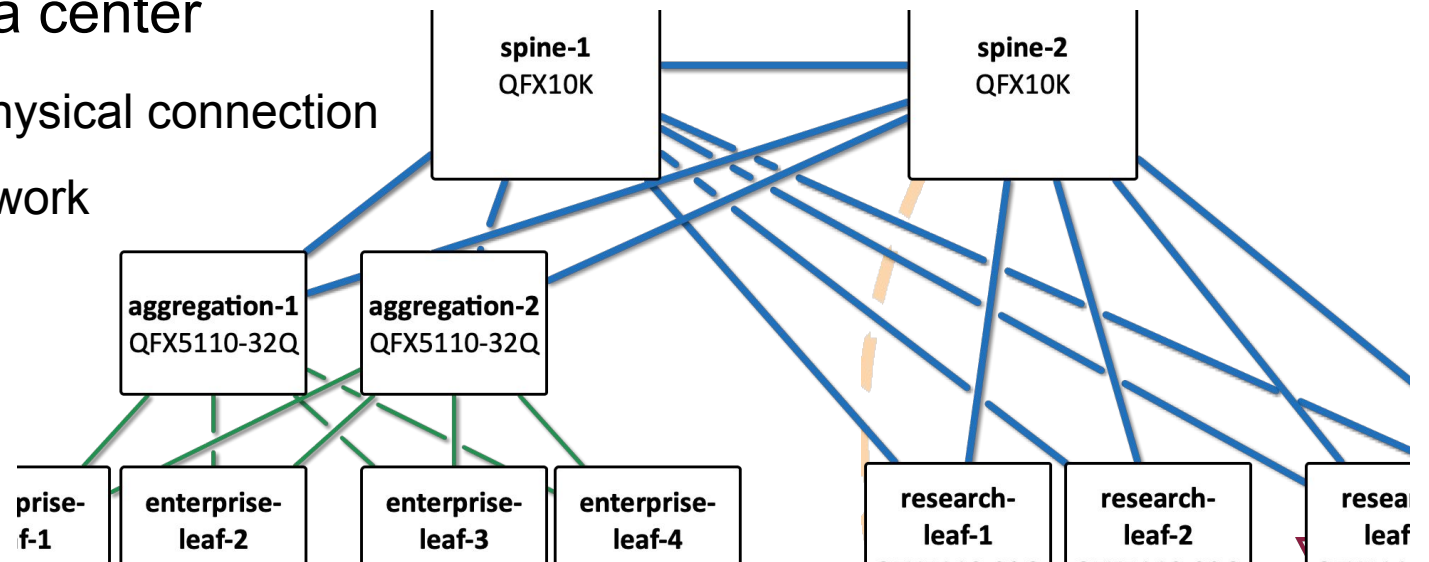 a center
hysical connection
work
spine-1
QFX10K
spine-2
QFX10K
aggregation-1
QFX5110-32Q
aggregation-2
QFX5110-32Q
prise-
f-1
enterprise-
leaf-2
enterprise-
leaf-3
enterprise-
leaf-4
research-
leaf-1
research-
leaf-2
resea
leaf